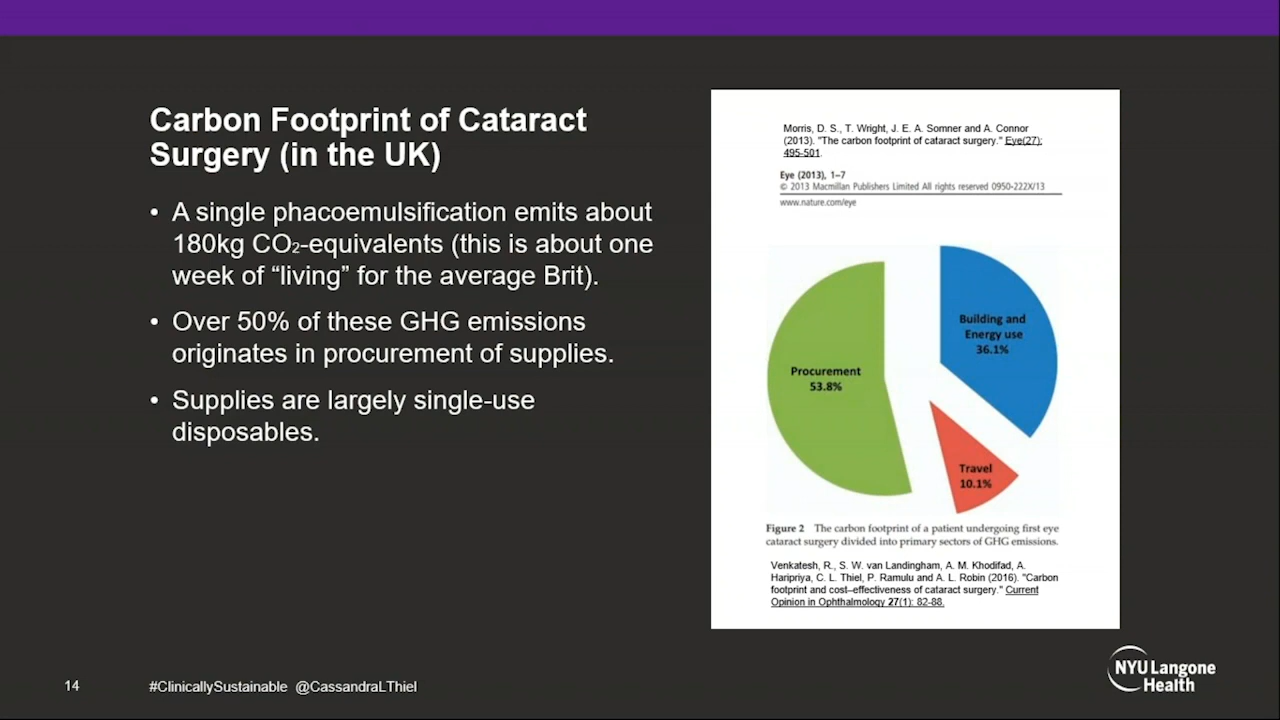 Carbon Footprint of Cataract
Surgery (in the UK)
• A single phacoemulsification emits about
180kg CO₂-equivalents (this is about one
week of “living” for the average Brit).
• Over 50% of these GHG emissions
originates in procurement of supplies.
• Supplies are largely single-use
disposables.
Morris, D. S., T. Wright, J. E. A. Somner and A. Connor
(2013). "The carbon footprint of cataract surgery." Eye(27):
495-501.
Eye (2013), 1–7
© 2013 Macmillan Publishers Limited All rights reserved 0950-222X/13
www.nature.com/eye
Building and
Energy use
36.1%
Procurement
53.8%
Travel
10.1%
Figure 2 The carbon footprint of a patient undergoing first eye
cataract surgery divided into primary sectors of GHG emissions.
Venkatesh, R., S. W. van Landingham, A. M. Khodifad, A.
Haripriya, C. L. Thiel, P. Ramulu and A. L. Robin (2016). "Carbon
footprint and cost–effectiveness of cataract surgery." Current
Opinion in Ophthalmology 27(1): 82-88.
14
#ClinicallySustainable @CassandraLThiel
NYU Langone
Health